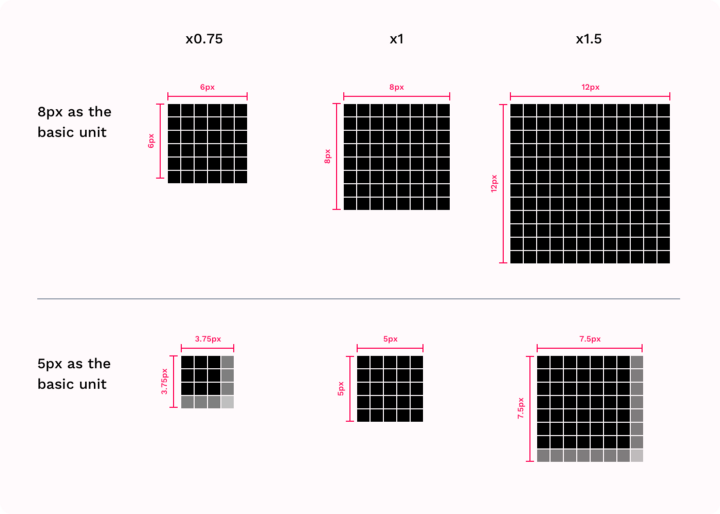 x0.75
x1
x1.5
8px as the
basic unit
6px
6px
8px
8px
12px
12px
5px as the
basic unit
3.75px
3.75px
5px
5px
7.5px
7.5px